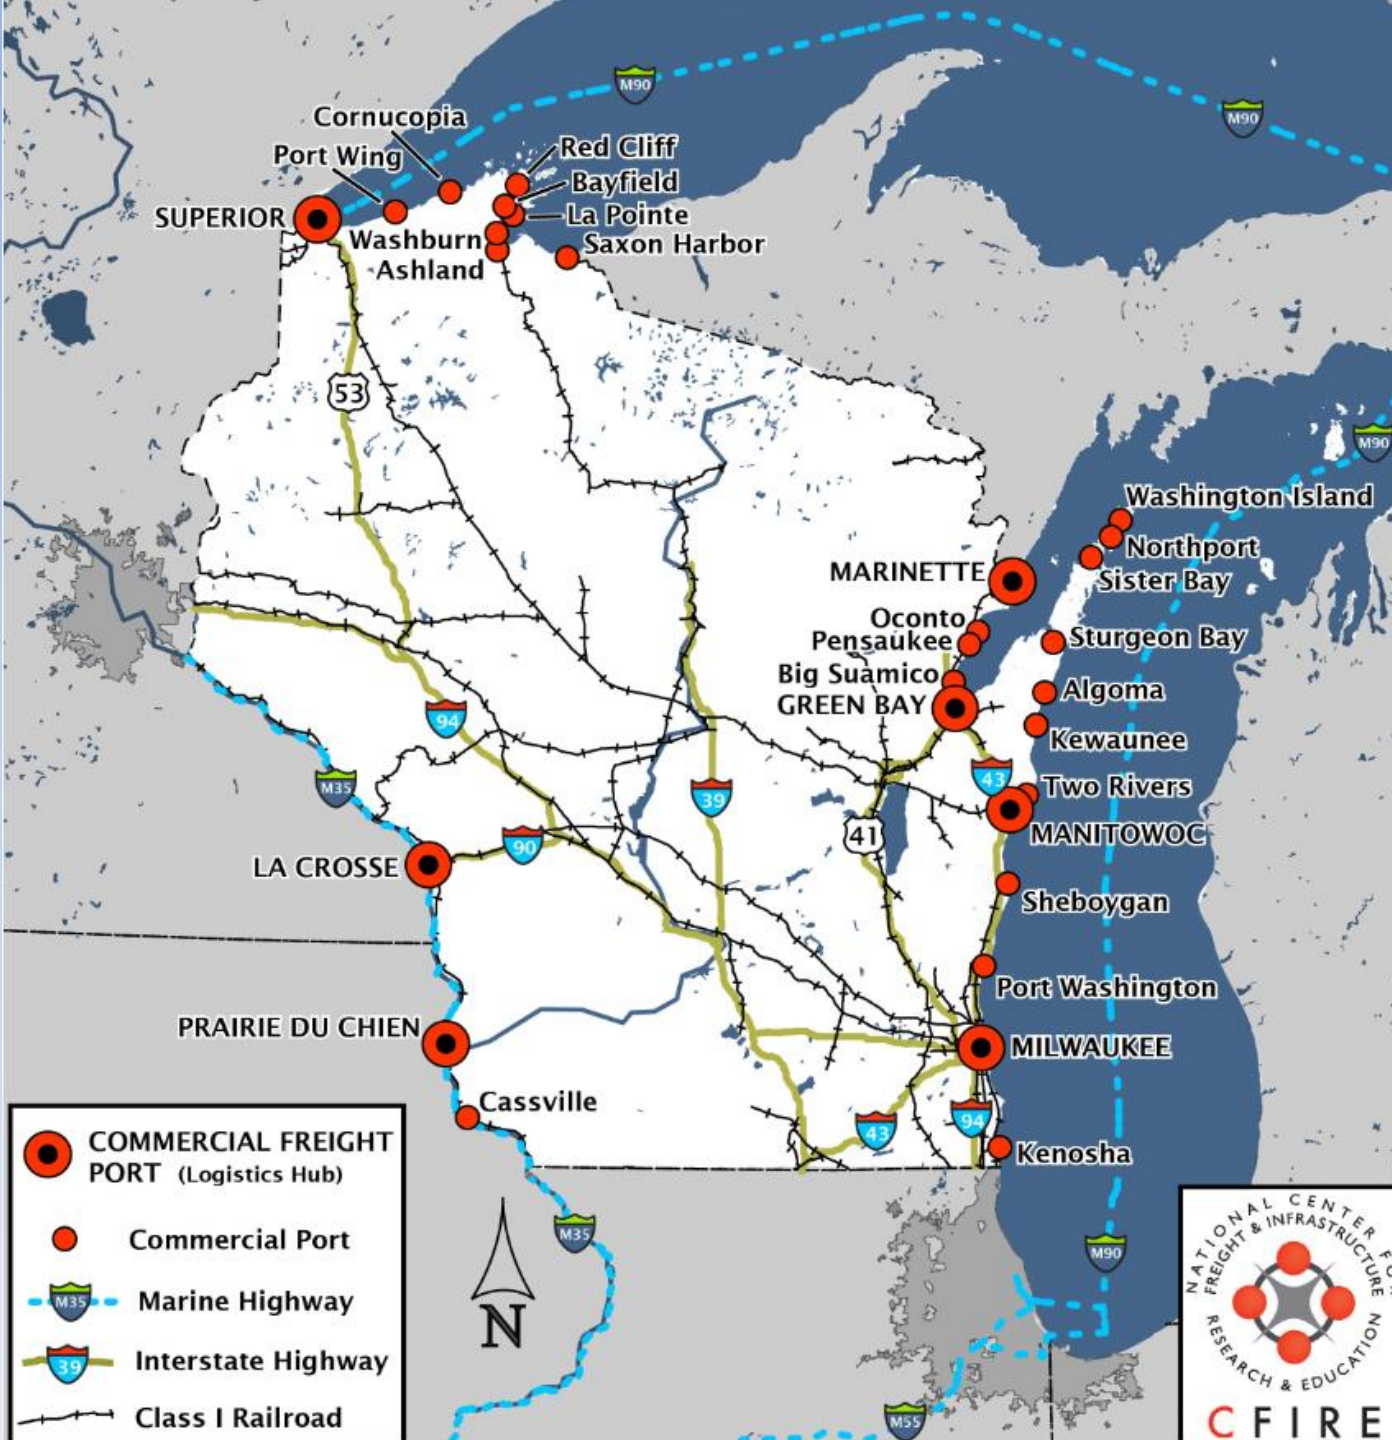 M90
M90
Cornucopia
Port Wing
Red Cliff
Bayfield
La Pointe
SUPERIOR
Washburn
Ashland
Saxon Harbor
53
M90
Washington Island
Northport
Sister Bay
MARINETTE
Oconto
Pensaukee
Sturgeon Bay
Big Suamico
GREEN BAY
Algoma
94
Kewaunee
43
M35
39
Two Rivers
MANITOWOC
41
90
LA CROSSE
Sheboygan
Port Washington
PRAIRIE DU CHIEN
MILWAUKEE
Cassville
43
94
Kenosha
COMMERCIAL FREIGHT
PORT (Logistics Hub)
Commercial Port
M35 Marine Highway
39 Interstate Highway
Class I Railroad
M35
N
M90
M55
NATIONAL CENTER FO
FREIGHT & INFRASTRUCTURE
RESEARCH & EDUCATION
CFIRE